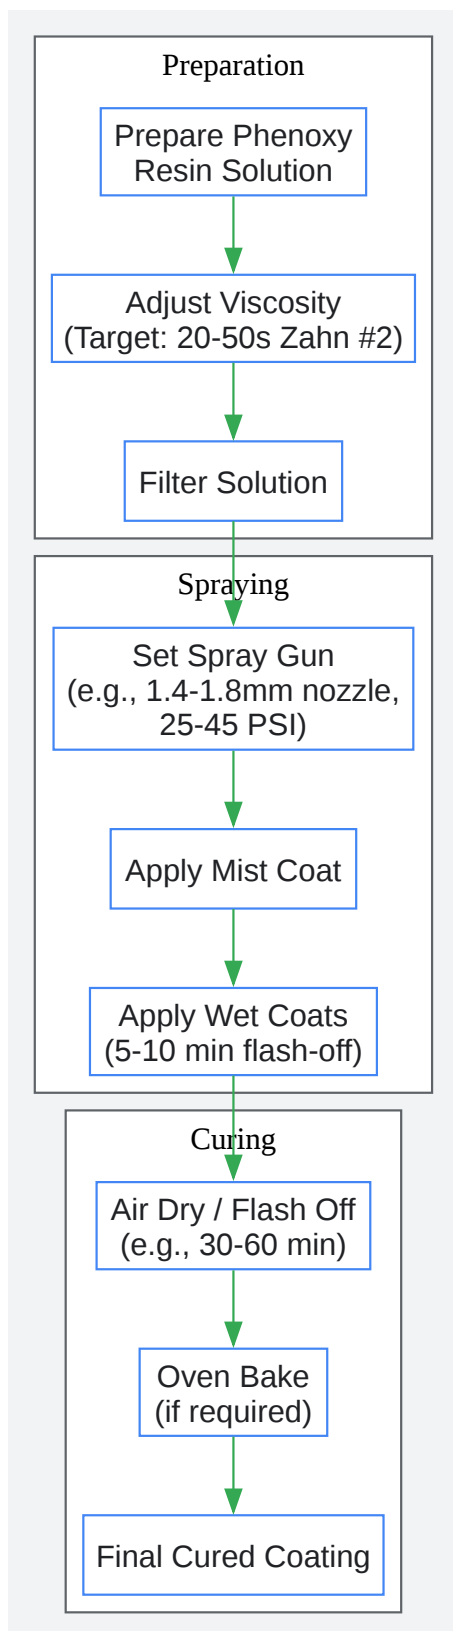 Preparation
Prepare Phenoxy
Resin Solution
Adjust Viscosity
(Target: 20-50s Zahn #2)
Filter Solution
Spraying
Set Spray Gun
(e.g., 1.4-1.8mm nozzle,
25-45 PSI)
Apply Mist Coat
Apply Wet Coats
(5-10 min flash-off)
Curing
Air Dry / Flash Off
(e.g., 30-60 min)
Oven Bake
(if required)
Final Cured Coating